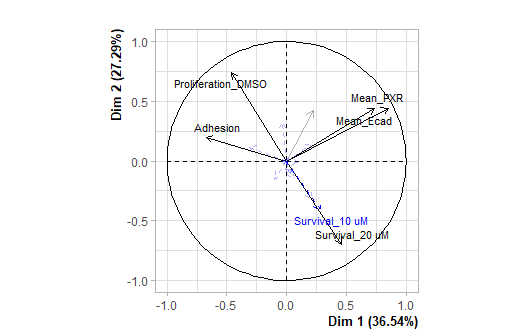 Dim 2 (27.29%)
1.0
0.5
0.0
-0.5
-1.0
Proliferation_DMSO
Mean_PXR
Mean_Ecad
Adhesion
Survival_10 uM
Survival_20 uM
-1.0 -0.5 0.0 0.5 1.0
Dim 1 (36.54%)